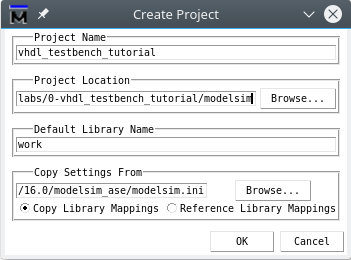 Create Project
Project Name
vhdl_testbench_tutorial
Project Location
labs/0-vhdl_testbench_tutorial/modelsim
Browse...
Default Library Name
work
Copy Settings From
/16.0/modelsim_ase/modelsim.ini
Browse...
Copy Library Mappings Reference Library Mappings
OK Cancel